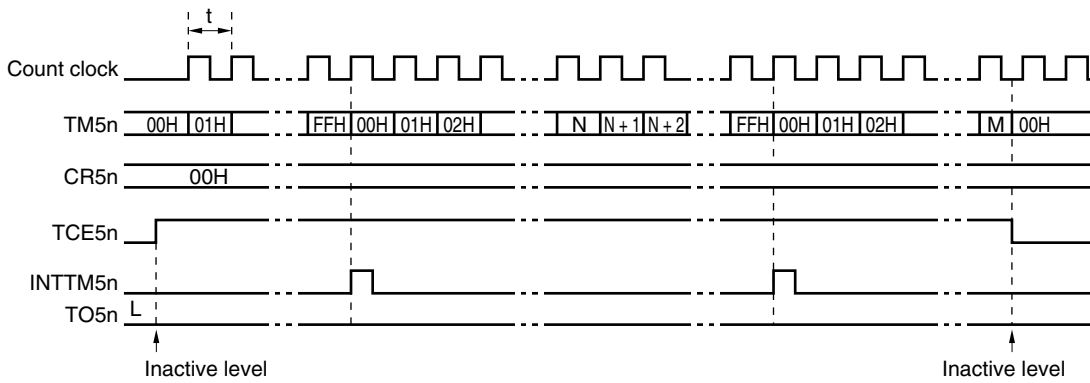 t
Count clock
TM5n 00H 01H FFH 00H 01H 02H N N + 1 N + 2 FFH 00H 01H 02H M 00H
CR5n 00H
TCE5n
INTTM5n
TO5n L
Inactive level Inactive level